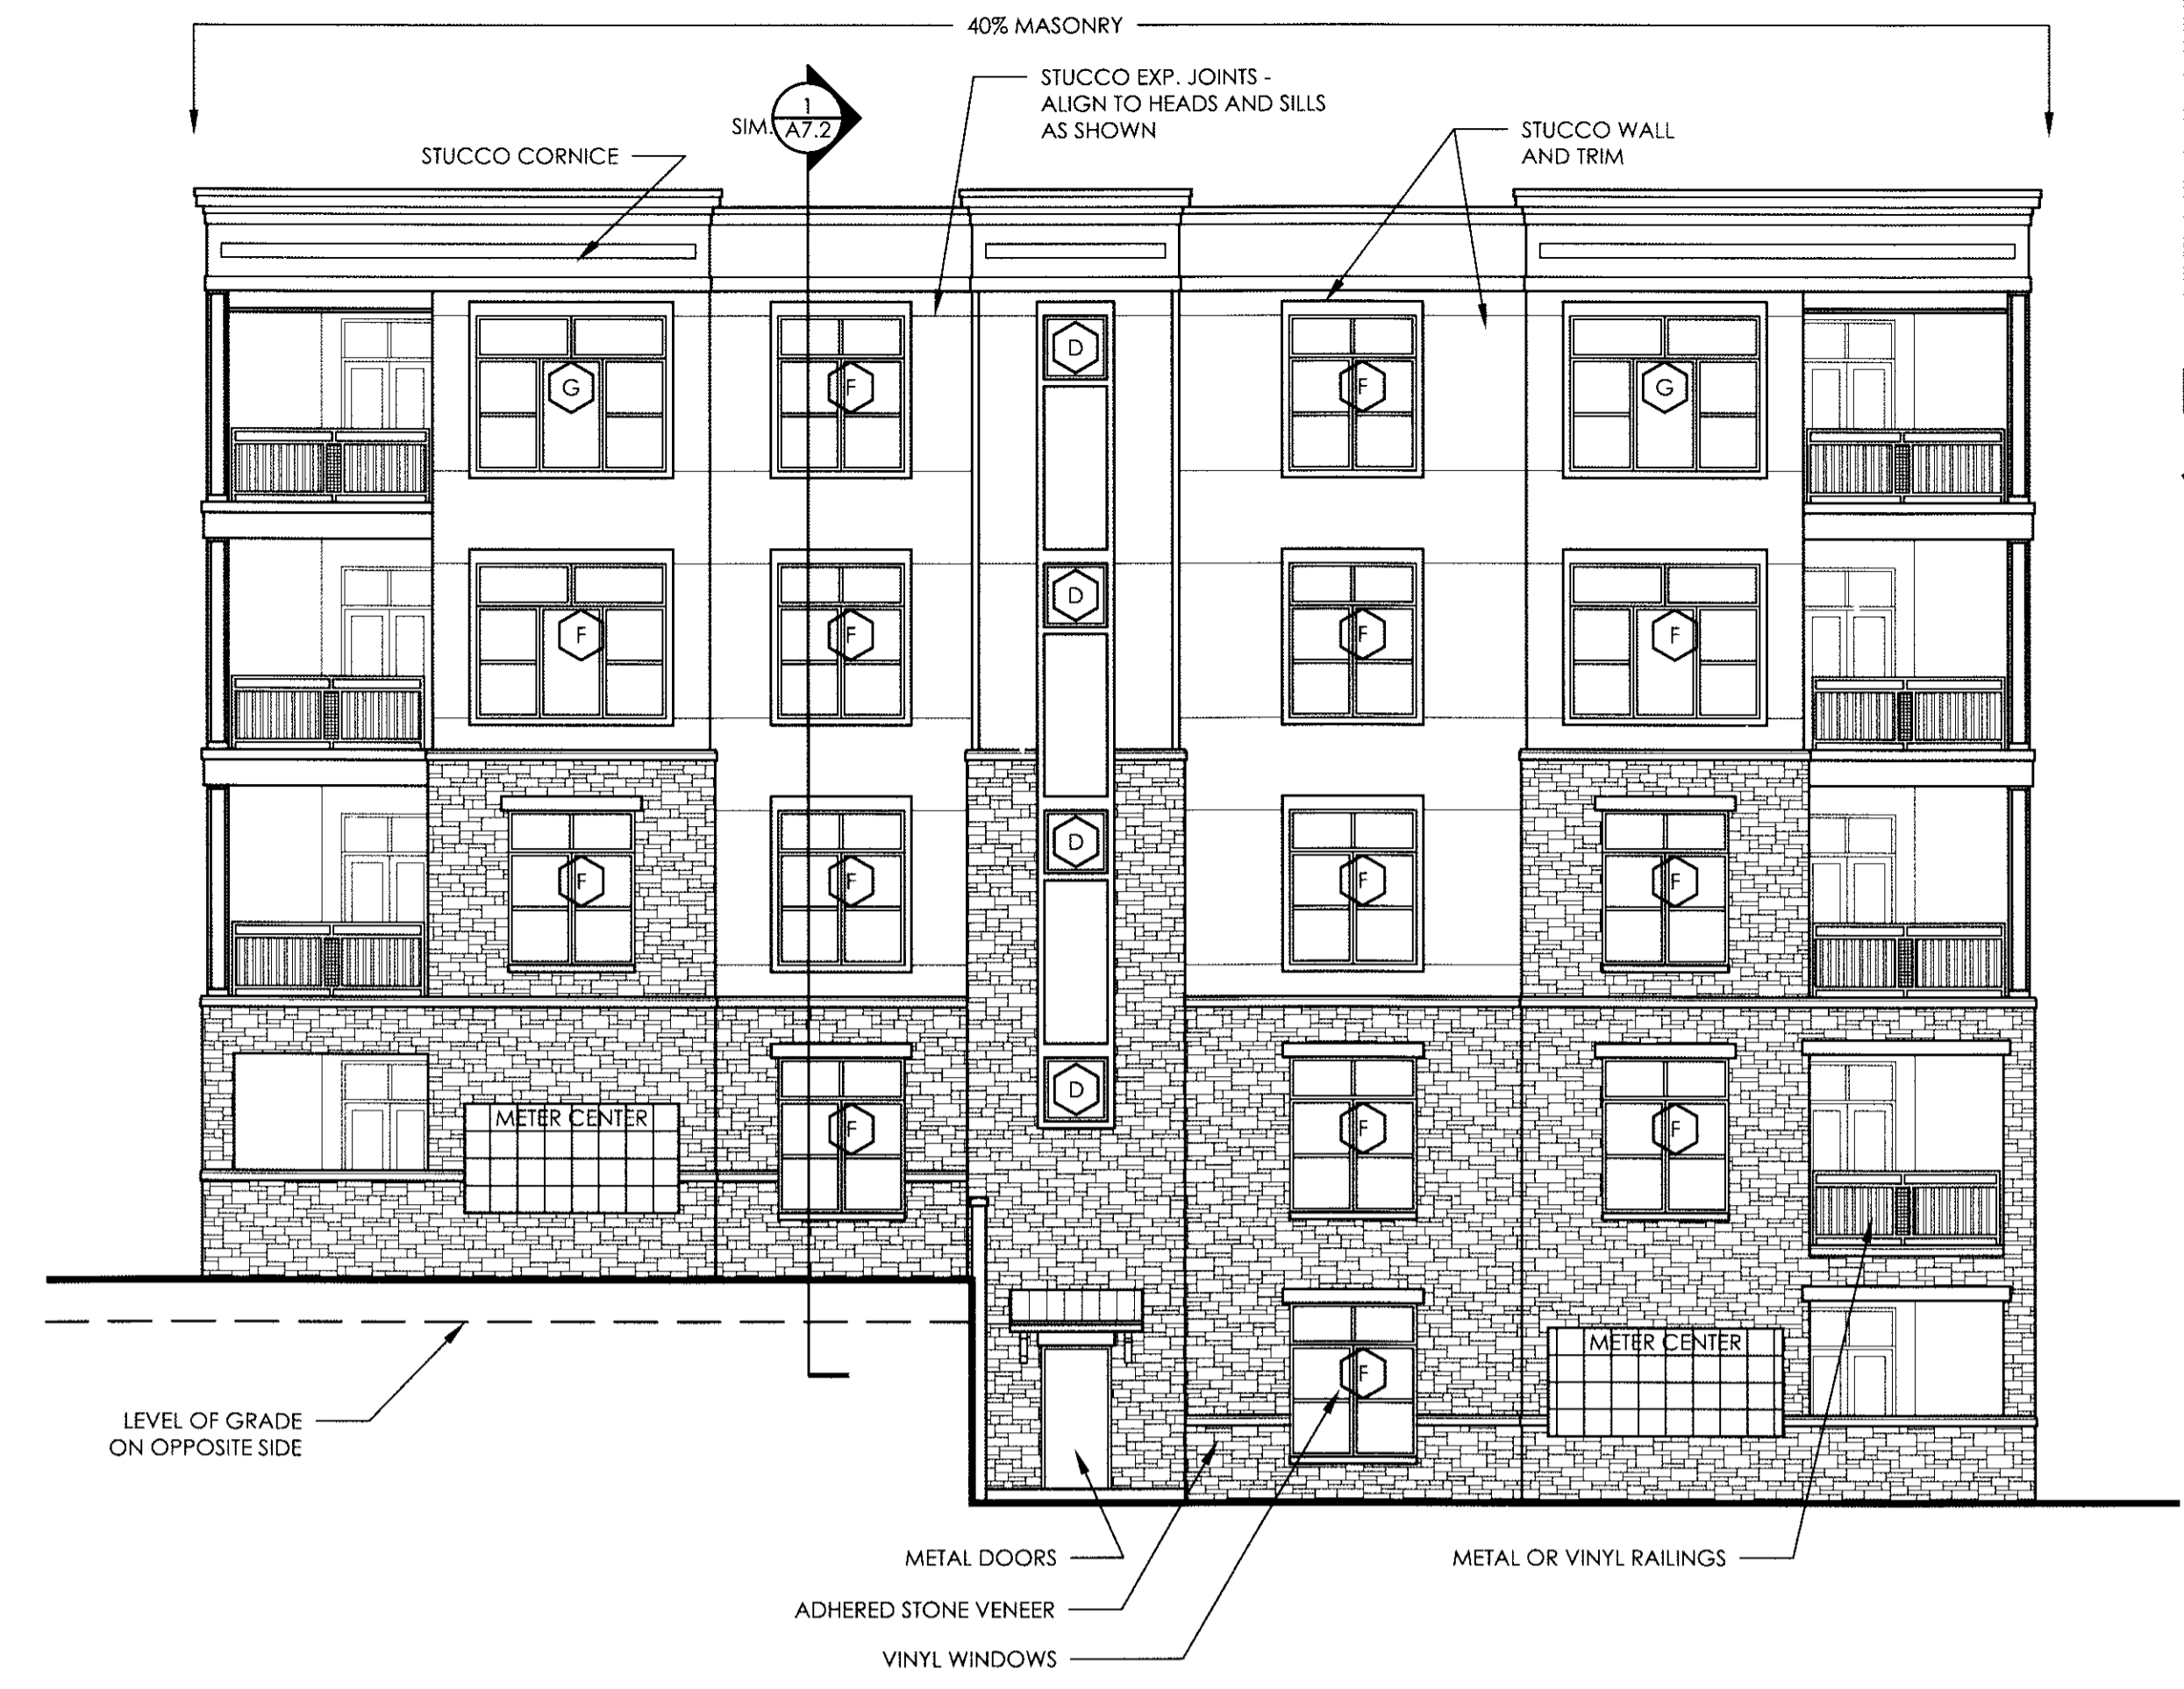 40% MASONRY
STUCCO EXP. JOINTS -
ALIGN TO HEADS AND SILLS
AS SHOWN
1
SIM.
A7.2
STUCCO WALL
AND TRIM
STUCCO CORNICE
D
G
F
F
G
D
F
F
F
F
D
F
F
F
F
D
METER CENTER
F
F
F
METER CENTER
F
LEVEL OF GRADE
ON OPPOSITE SIDE
METAL DOORS
METAL OR VINYL RAILINGS
ADHERED STONE VENEER
VINYL WINDOWS